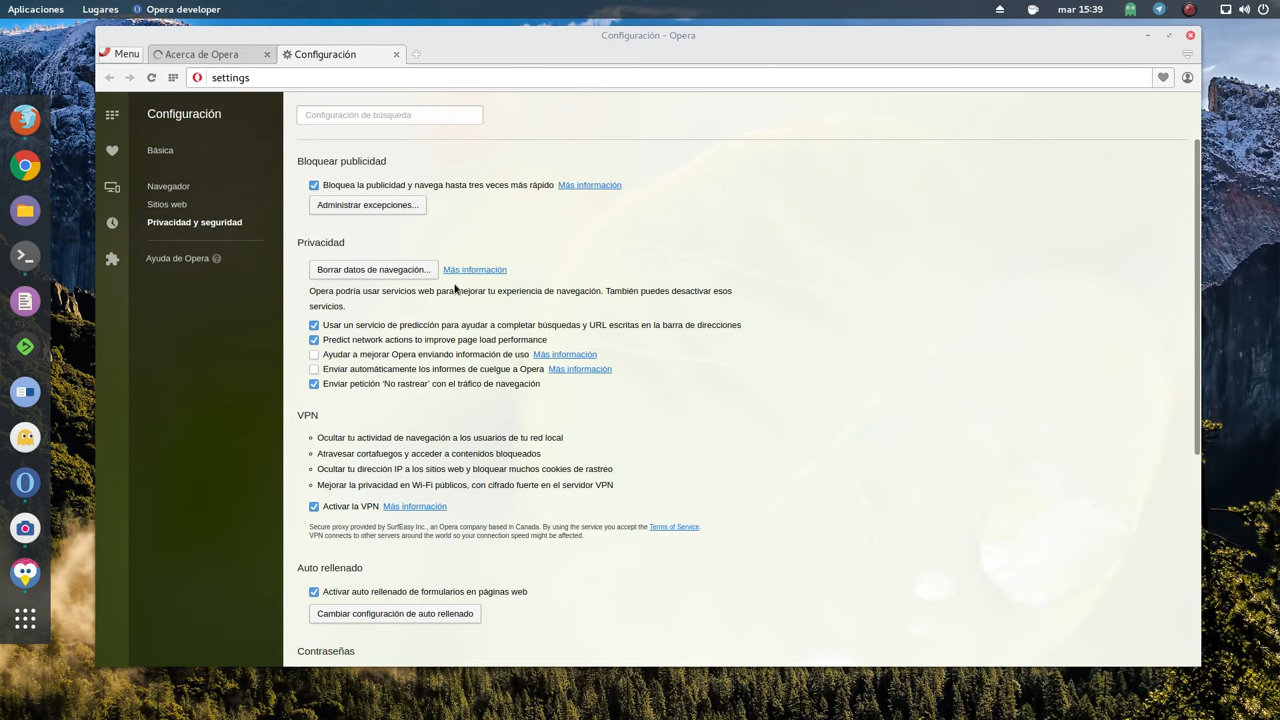 Aplicaciones Lugares Opera developer mar 15:39
Configuración - Opera
Menu Acerca de Opera Configuración
settings
Configuración
Básica
Navegador
Sitios web
Privacidad y seguridad
Ayuda de Opera ?
Configuración de búsqueda
Bloquear publicidad
Bloquea la publicidad y navega hasta tres veces más rápido Más información
Administrar excepciones...
Privacidad
Borrar datos de navegación... Más información
Opera podría usar servicios web para mejorar tu experiencia de navegación. También puedes desactivar esos
servicios.
Usar un servicio de predicción para ayudar a completar búsquedas y URL escritas en la barra de direcciones
Predict network actions to improve page load performance
Ayudar a mejorar Opera enviando información de uso Más información
Enviar automáticamente los informes de cuelgue a Opera Más información
Enviar petición ‘No rastrear’ con el tráfico de navegación
VPN
Ocultar tu actividad de navegación a los usuarios de tu red local
Atravesar cortafuegos y acceder a contenidos bloqueados
Ocultar tu dirección IP a los sitios web y bloquear muchos cookies de rastreo
Mejorar la privacidad en Wi-Fi públicos, con cifrado fuerte en el servidor VPN
Activar la VPN Más información
Secure proxy provided by SurfEasy Inc., an Opera company based in Canada. By using the service you accept the Terms of Service.
VPN connects to other servers around the world so your connection speed might be affected.
Auto rellenado
Activar auto rellenado de formularios en páginas web
Cambiar configuración de auto rellenado
Contraseñas